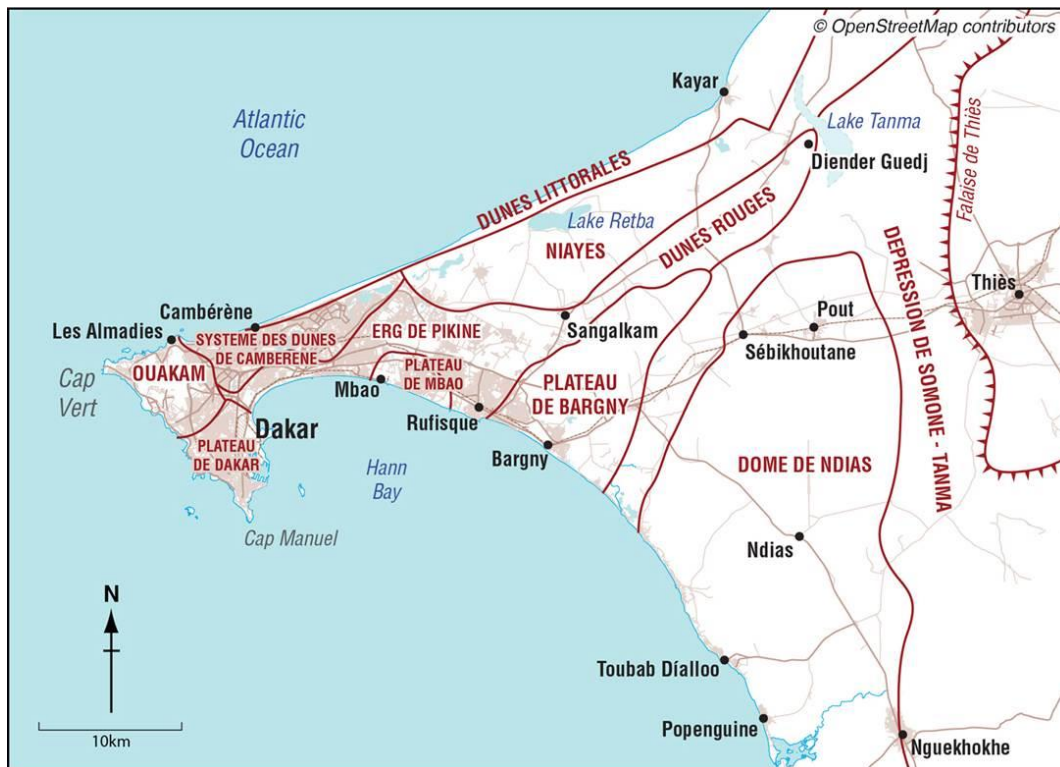 © OpenStreetMap contributors
Kayar
Atlantic
Ocean
Lake Tanma
Diender Guedj
Falaise de Thiès
DUNES LITTORALES
Lake Retba
NIAYES
DUNES ROUGES
DEPRESSION DE SOMONE - TANMA
Thiès
Cambérène
Les Almadies
SYSTEME DES DUNES
DE CAMBERENE
ERG DE PIKINE
Sangalkam
Pout
Sébikhoutane
OUAKAM
Cap
Vert
PLATEAU
DE MBAO
Mbao
PLATEAU
DE BARGNY
Rufisque
Dakar
PLATEAU
DE DAKAR
Bargny
Hann
Bay
DOME DE NDIAS
Cap Manuel
Ndias
N
Toubab Díalloo
Popenguine
10km
Nguekhokhe